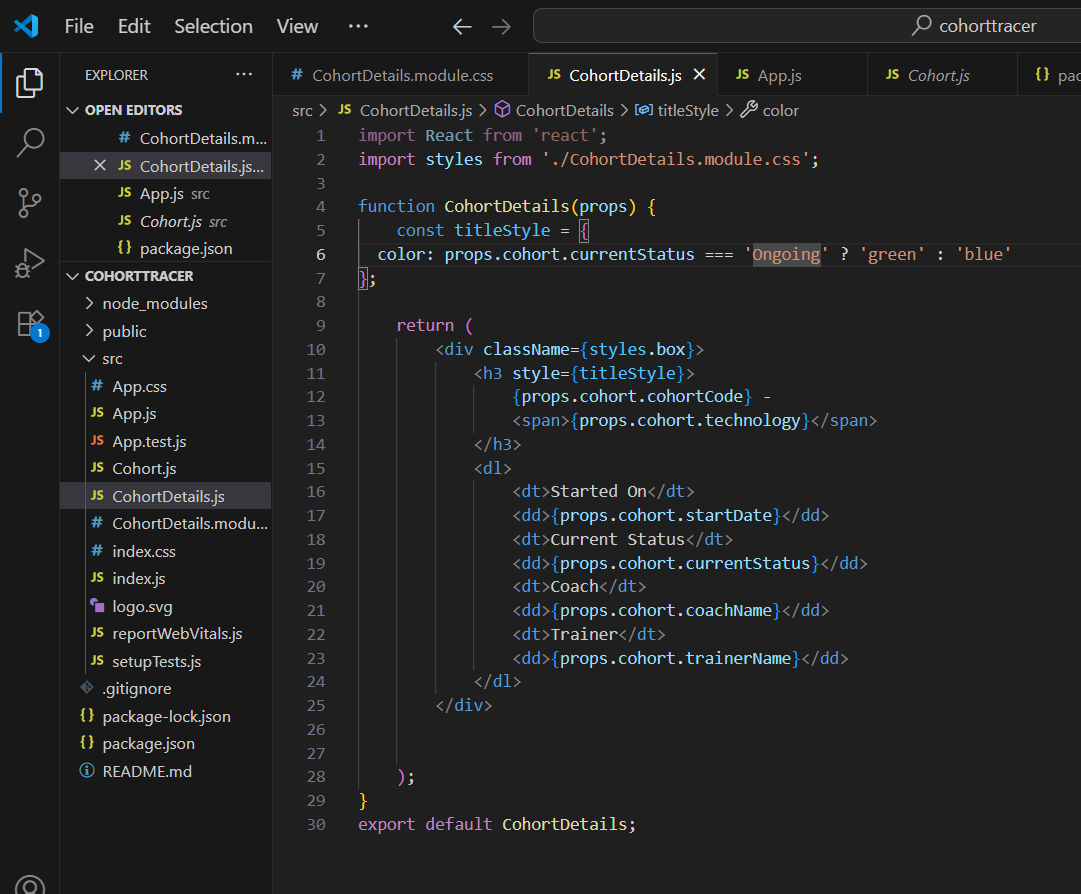 File Edit Selection View ··· ← → cohorttracer
EXPLORER ···
OPEN EDITORS
# CohortDetails.m...
× JS CohortDetails.js...
JS App.js src
JS Cohort.js src
{} package.json
COHORTTRACER
node_modules
public
src
# App.css
JS App.js
JS App.test.js
JS Cohort.js
JS CohortDetails.js
# CohortDetails.modu...
# index.css
JS index.js
logo.svg
JS reportWebVitals.js
JS setupTests.js
.gitignore
{} package-lock.json
{} package.json
README.md
1
# CohortDetails.module.css JS CohortDetails.js × JS App.js JS Cohort.js {} pac
src > JS CohortDetails.js > CohortDetails > titleStyle > color
1 import React from 'react';
2 import styles from './CohortDetails.module.css';
3
4 function CohortDetails(props) {
5     const titleStyle = {
6   color: props.cohort.currentStatus === 'Ongoing' ? 'green' : 'blue'
7 };
8
9     return (
10         <div className={styles.box}>
11             <h3 style={titleStyle}>
12                 {props.cohort.cohortCode} -
13                 <span>{props.cohort.technology}</span>
14             </h3>
15             <dl>
16                 <dt>Started On</dt>
17                 <dd>{props.cohort.startDate}</dd>
18                 <dt>Current Status</dt>
19                 <dd>{props.cohort.currentStatus}</dd>
20                 <dt>Coach</dt>
21                 <dd>{props.cohort.coachName}</dd>
22                 <dt>Trainer</dt>
23                 <dd>{props.cohort.trainerName}</dd>
24             </dl>
25         </div>
26
27
28     );
29 }
30 export default CohortDetails;